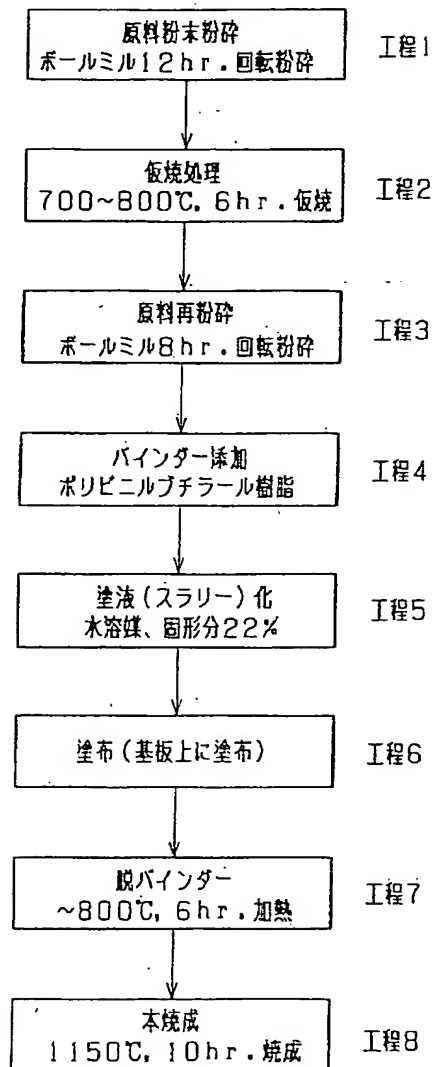 原料粉末粉砕
ボールミル12hr.回転粉砕
工程1
仮焼処理
700~800℃, 6hr.仮焼
工程2
原料再粉砕
ボールミル8hr.回転粉砕
工程3
バインダー添加
ポリビニルブチラール樹脂
工程4
塗液(スラリー)化
水溶媒、固形分22%
工程5
塗布(基板上に塗布)
工程6
脱バインダー
~800℃, 6hr.加熱
工程7
本焼成
1150℃, 10hr.焼成
工程8